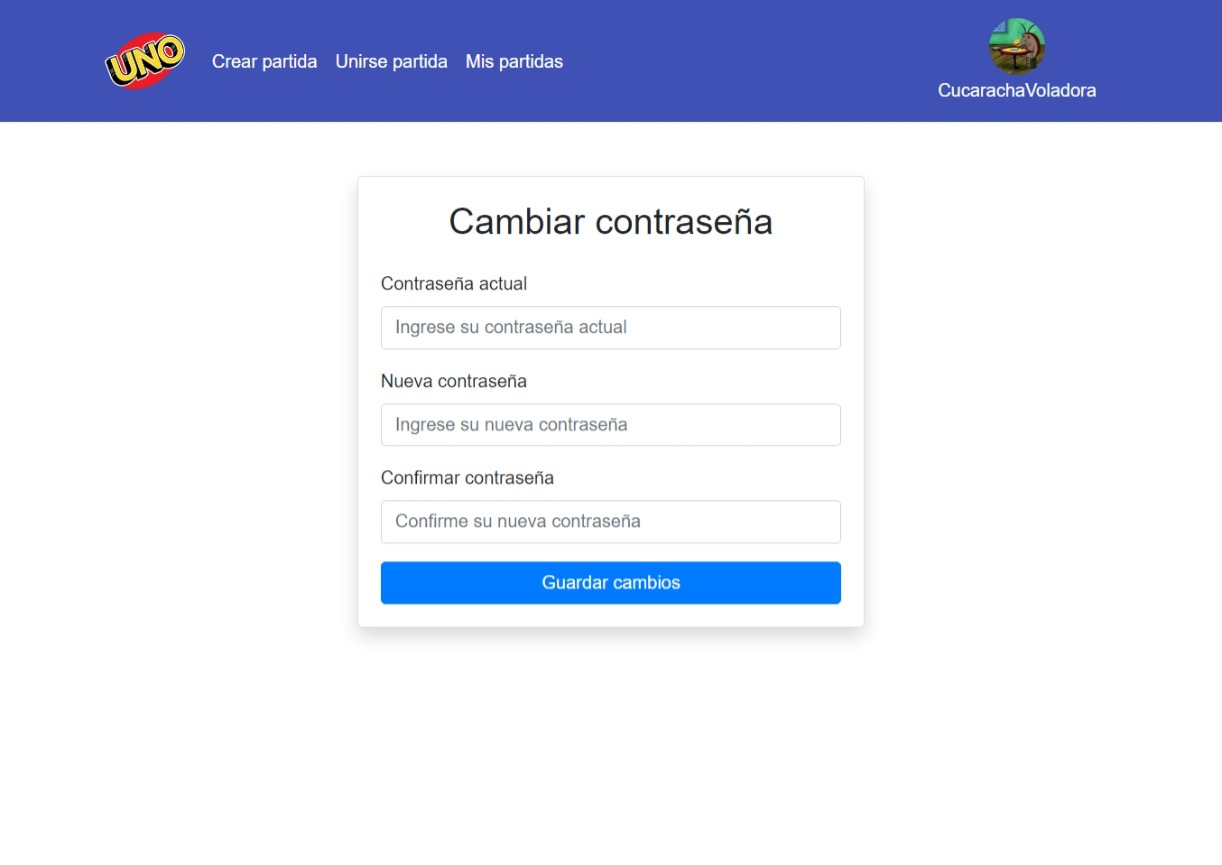 UNO
Crear partida Unirse partida Mis partidas
CucarachaVoladora
Cambiar contraseña
Contraseña actual
Ingrese su contraseña actual
Nueva contraseña
Ingrese su nueva contraseña
Confirmar contraseña
Confirme su nueva contraseña
Guardar cambios